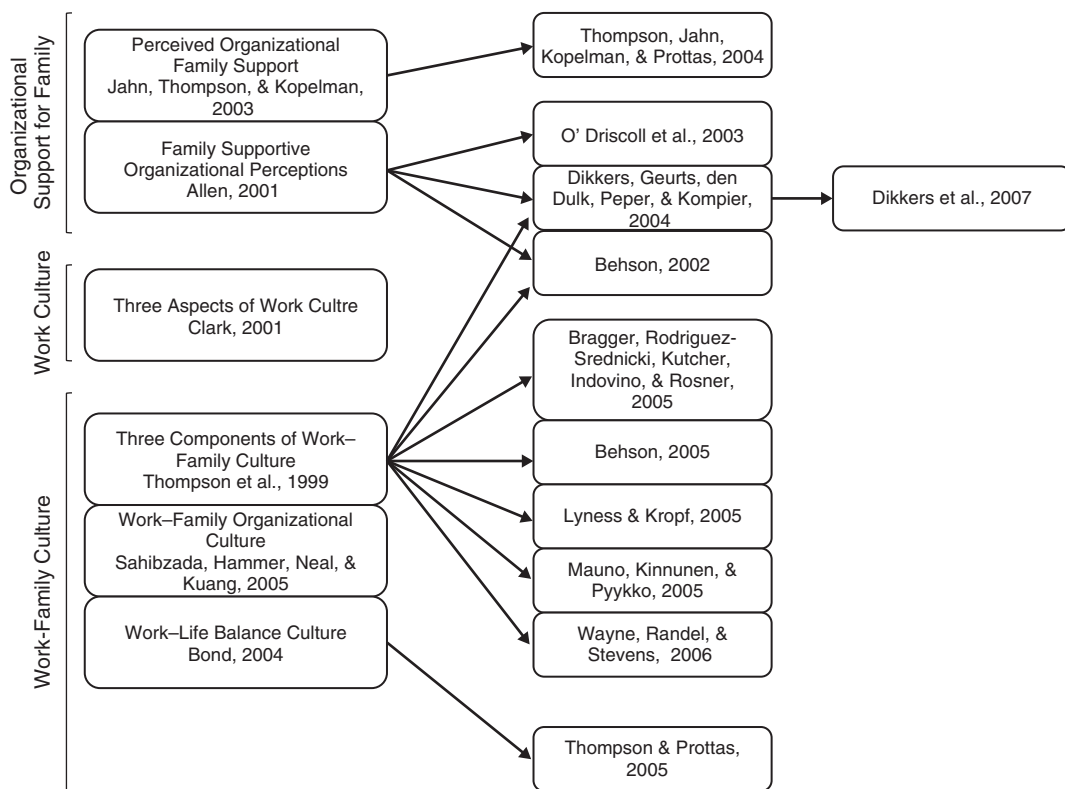 Organizational
Support for Family
Perceived Organizational
Family Support
Jahn, Thompson, & Kopelman,
2003
Family Supportive
Organizational Perceptions
Allen, 2001
Thompson, Jahn,
Kopelman, & Prottas, 2004
O' Driscoll et al., 2003
Dikkers, Geurts, den
Dulk, Peper, & Kompier,
2004
Dikkers et al., 2007
Behson, 2002
Work Culture
Three Aspects of Work Cultre
Clark, 2001
Work-Family Culture
Three Components of Work–
Family Culture
Thompson et al., 1999
Work–Family Organizational
Culture
Sahibzada, Hammer, Neal, &
Kuang, 2005
Work–Life Balance Culture
Bond, 2004
Bragger, Rodriguez-
Srednicki, Kutcher,
Indovino, & Rosner,
2005
Behson, 2005
Lyness & Kropf, 2005
Mauno, Kinnunen, &
Pyykko, 2005
Wayne, Randel, &
Stevens, 2006
Thompson & Prottas,
2005